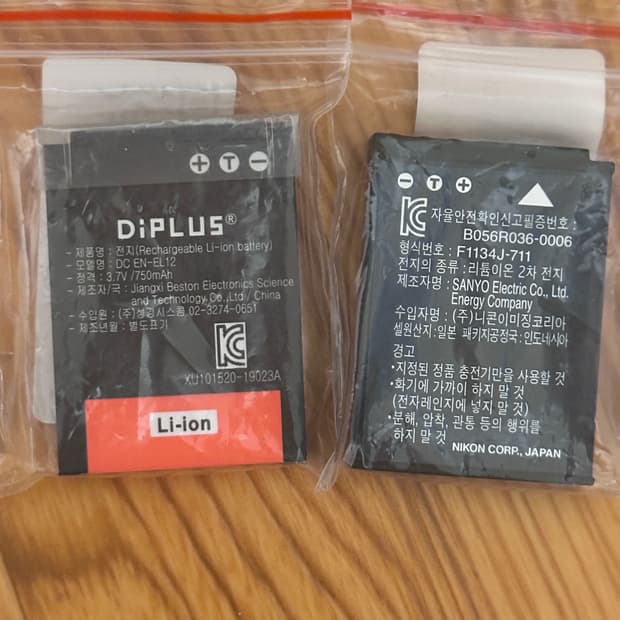 + T −
DiPLUS®
- 제품명 : 전지(Rechargeable Li-ion battery)
- 모델명 : DC EN-EL12
- 정격 : 3.7V /750mAh
- 제조자/국 : Jiangxi Beston Electronics Science
and Technology Co.,Ltd / China
- 수입원 : (주)성경시스콤 02-3274-0651
- 제조년월 : 별도표기
XU101520-19023A
Li-ion
− T +
자율안전확인신고필증번호 :
B056R036-0006
형식번호 : F1134J-711
전지의 종류 : 리튬이온 2차 전지
제조자명 : SANYO Electric Co., Ltd.
Energy Company
수입자명 : (주)니콘이미징코리아
셀원산지:일본 패키지공정국:인도네시아
경고
•지정된 정품 충전기만을 사용할 것
•화기에 가까이 하지 말 것
(전자레인지에 넣지 말 것)
•분해, 압착, 관통 등의 행위를
하지 말 것
NIKON CORP., JAPAN